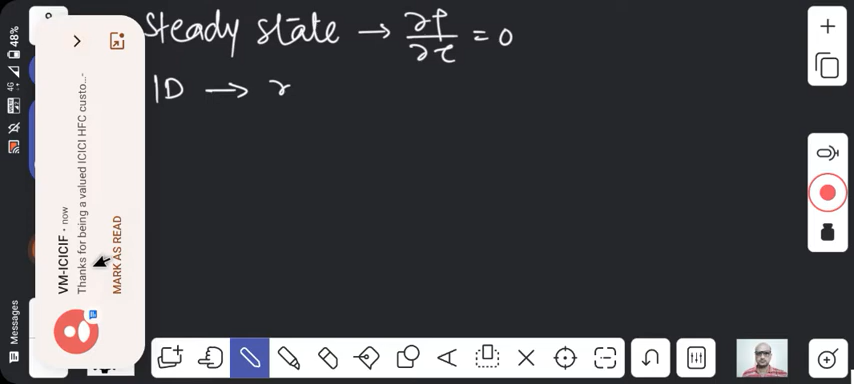 Steady state → ∂f/∂τ = 0
1D → r
48%
4G
VM-ICICIF • now
Thanks for being a valued ICICI HFC custo...
MARK AS READ
Messages